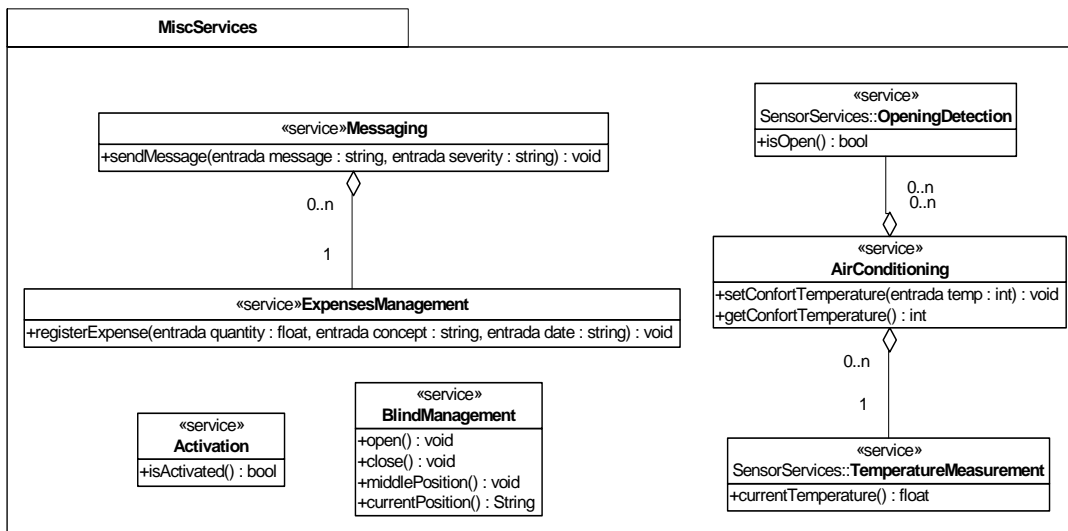 MiscServices
«service»Messaging
+sendMessage(entrada message : string, entrada severity : string) : void
0..n
1
«service»ExpensesManagement
+registerExpense(entrada quantity : float, entrada concept : string, entrada date : string) : void
«service»
Activation
+isActivated() : bool
«service»
BlindManagement
+open() : void
+close() : void
+middlePosition() : void
+currentPosition() : String
«service»
SensorServices::OpeningDetection
+isOpen() : bool
0..n
0..n
«service»
AirConditioning
+setConfortTemperature(entrada temp : int) : void
+getConfortTemperature() : int
0..n
1
«service»
SensorServices::TemperatureMeasurement
+currentTemperature() : float